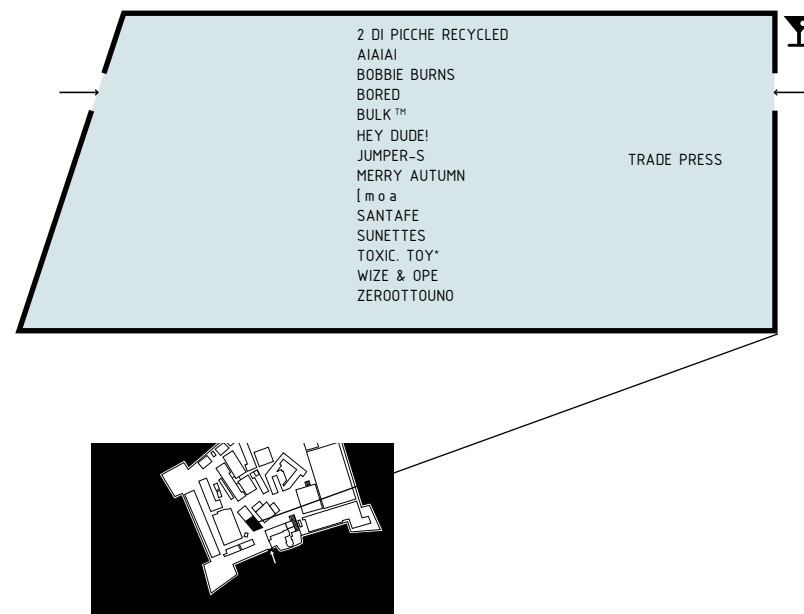 2 DI PICCHE RECYCLED
AIAIAI
BOBBIE BURNS
BORED
BULK™
HEY DUDE!
JUMPER-S
MERRY AUTUMN
[moa
SANTAFE
SUNETTES
TOXIC. TOY*
WIZE & OPE
ZEROOTTOUNO
TRADE PRESS